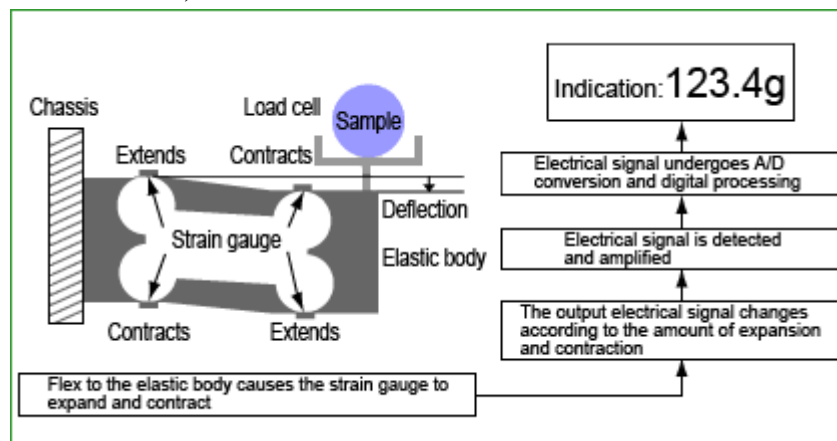 Indication: 123.4g
Chassis
Load cell
Sample
Extends
Contracts
Electrical signal undergoes A/D
conversion and digital processing
Deflection
Strain gauge
Elastic body
Electrical signal is detected
and amplified
Contracts
Extends
The output electrical signal changes
according to the amount of expansion
and contraction
Flex to the elastic body causes the strain gauge to
expand and contract